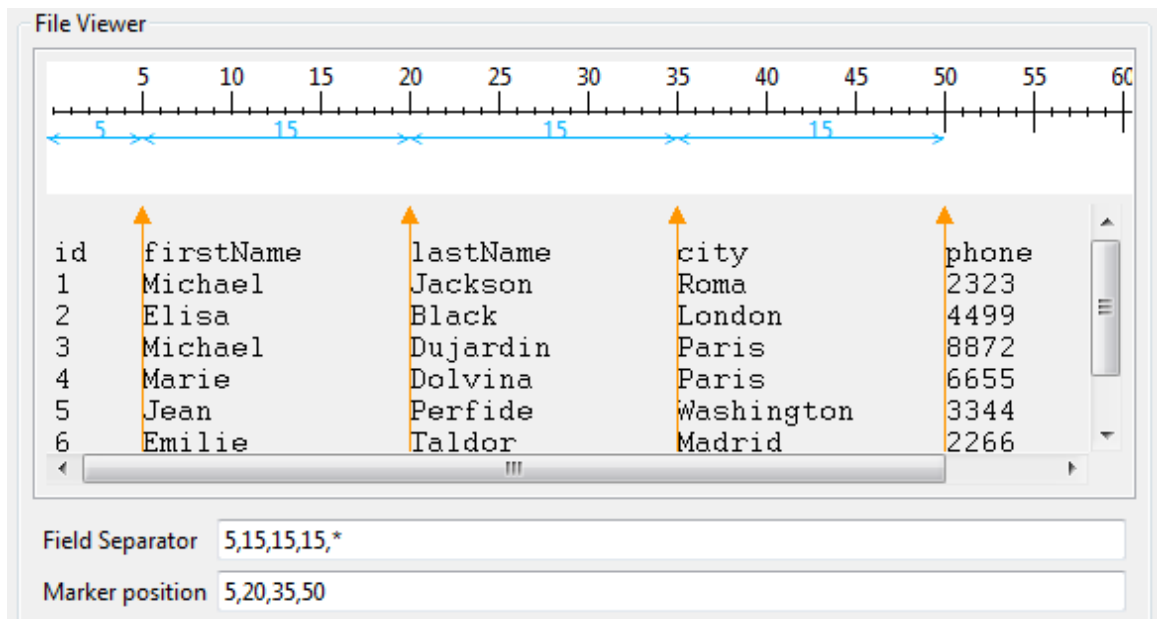 File Viewer
5 10 15 20 25 30 35 40 45 50 55 60
5 15 15 15
id firstName lastName city phone
1 Michael Jackson Roma 2323
2 Elisa Black London 4499
3 Michael Dujardin Paris 8872
4 Marie Dolvina Paris 6655
5 Jean Perfide Washington 3344
6 Emilie Taldor Madrid 2266
Field Separator 5,15,15,15,*
Marker position 5,20,35,50